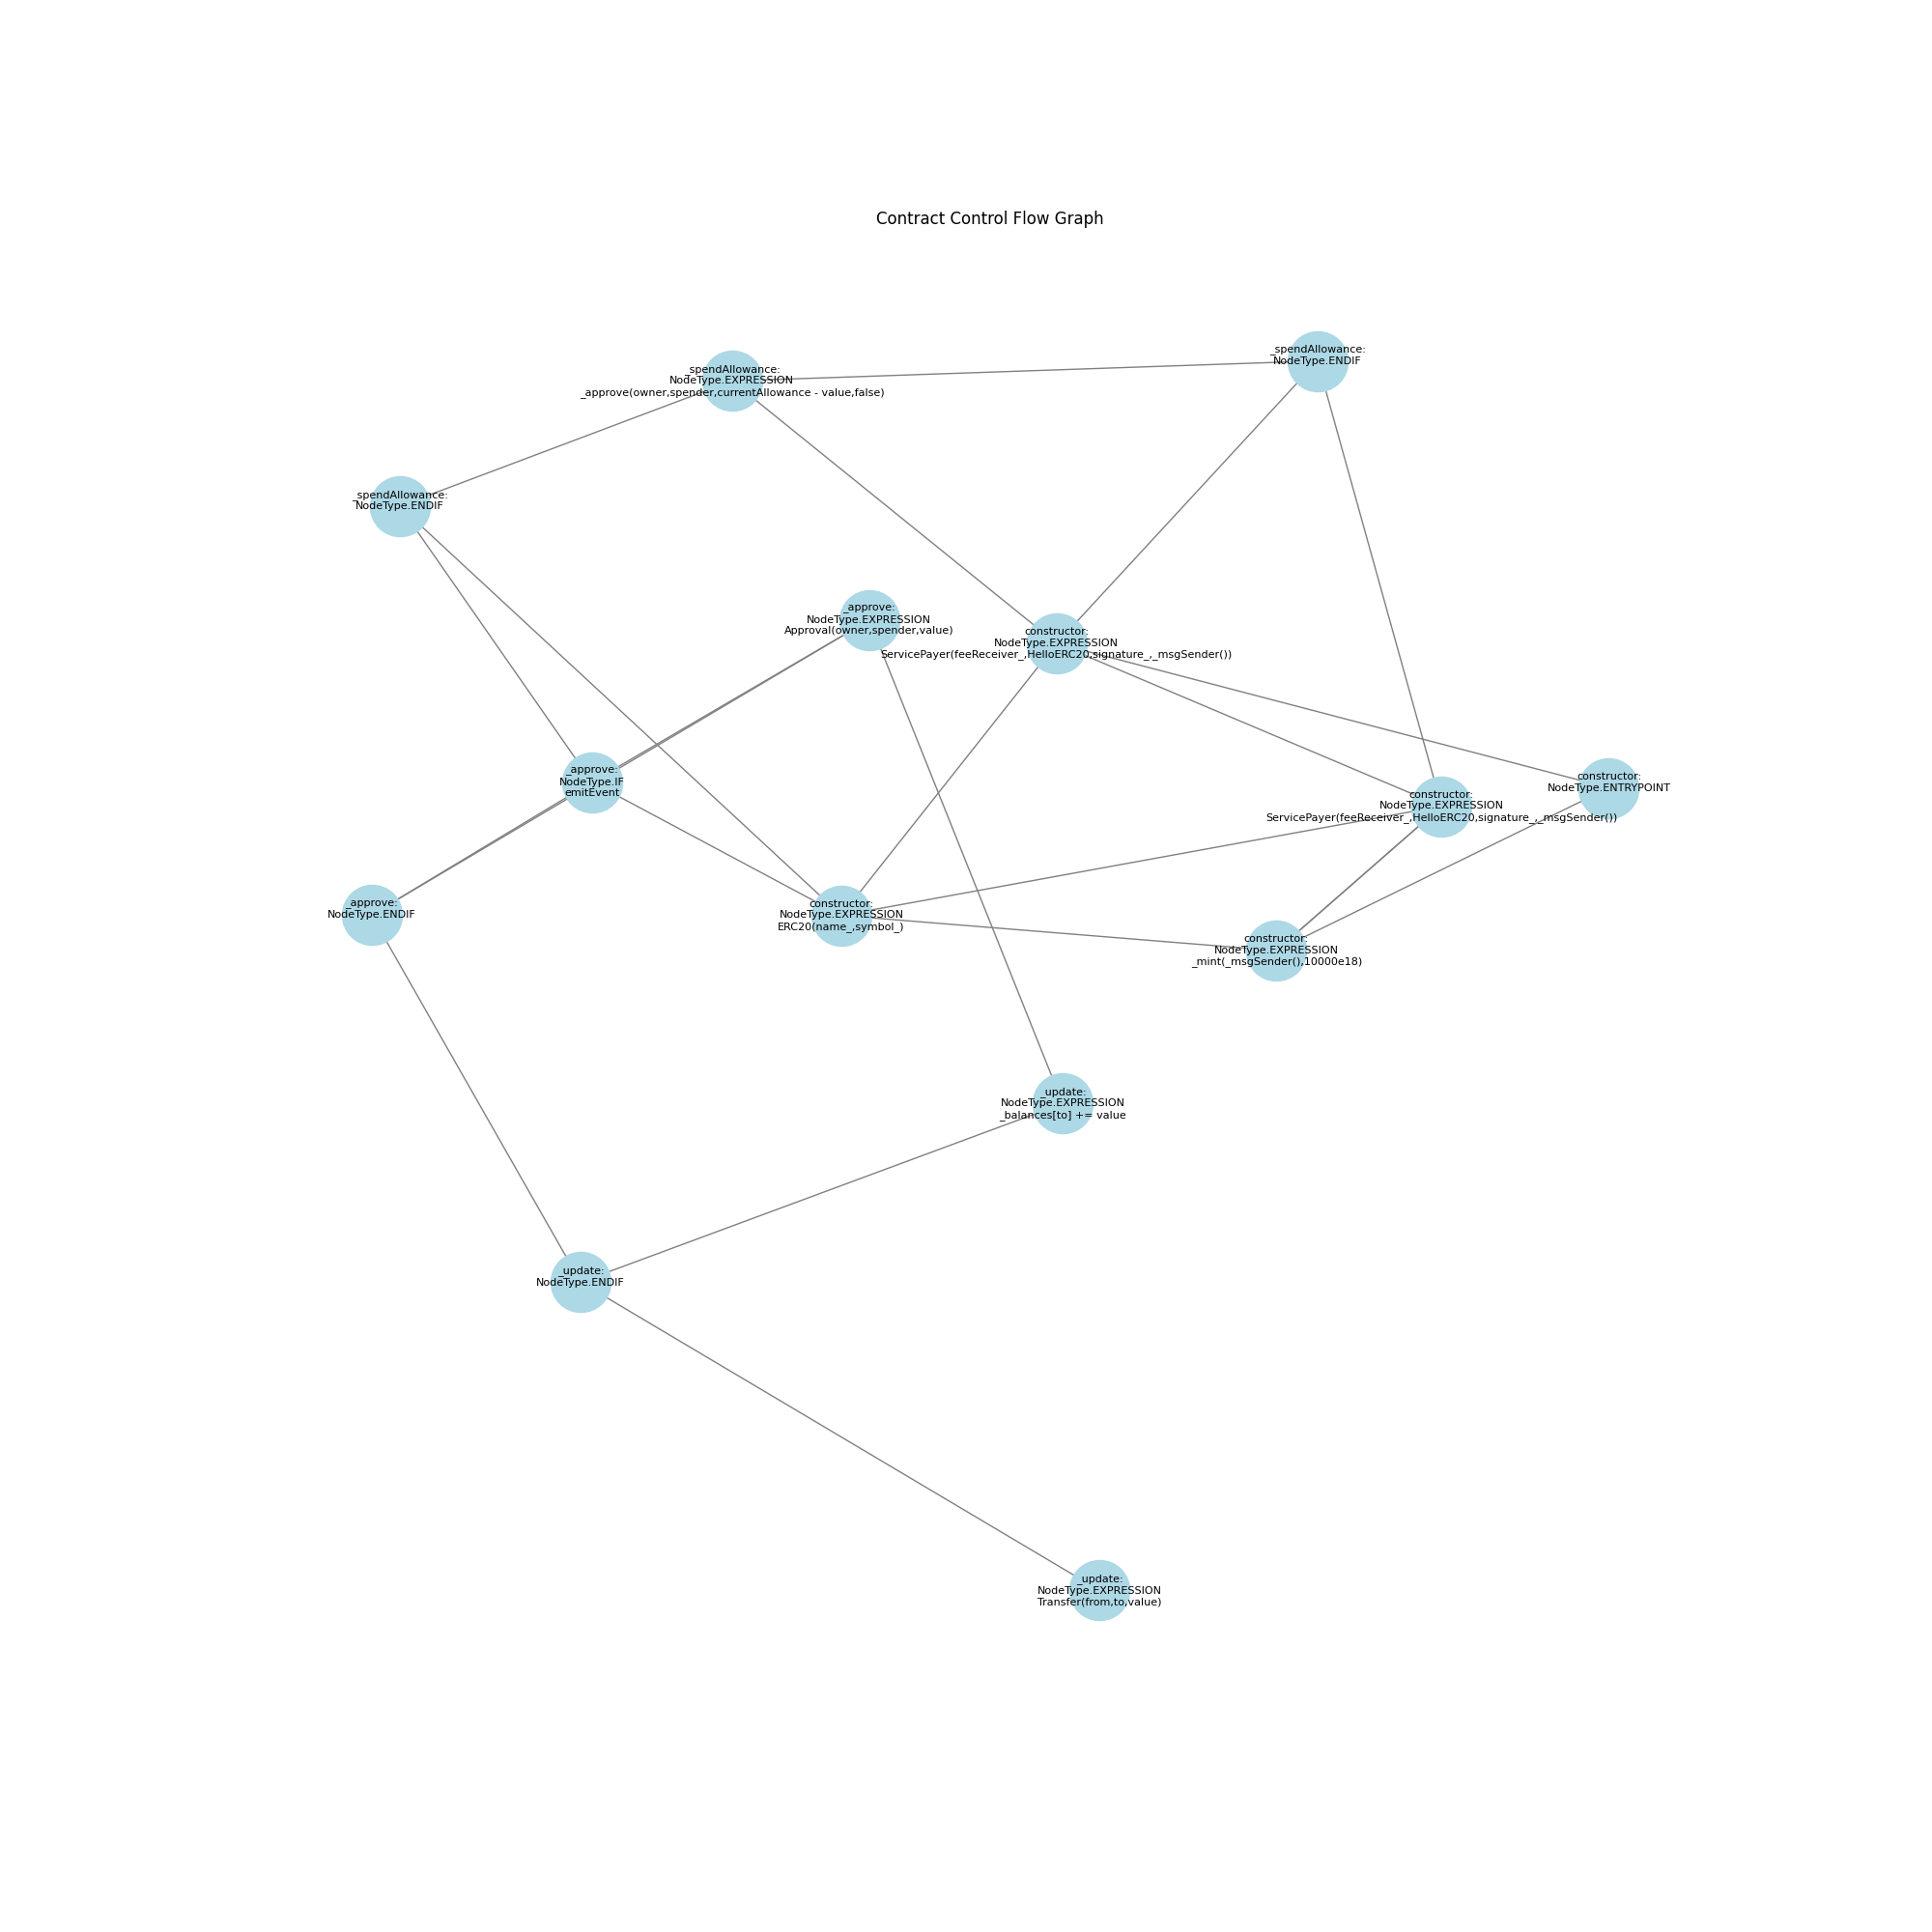 Contract Control Flow Graph
_spendAllowance:
NodeType.ENDIF
_spendAllowance:
NodeType.EXPRESSION
_approve(owner,spender,currentAllowance - value,false)
_spendAllowance:
NodeType.ENDIF
_approve:
NodeType.EXPRESSION
Approval(owner,spender,value)
constructor:
NodeType.EXPRESSION
ServicePayer(feeReceiver_,HelloERC20,signature_,_msgSender())
_approve:
NodeType.IF
emitEvent
constructor:
NodeType.ENTRYPOINT
constructor:
NodeType.EXPRESSION
ServicePayer(feeReceiver_,HelloERC20,signature_,_msgSender())
_approve:
NodeType.ENDIF
constructor:
NodeType.EXPRESSION
ERC20(name_,symbol_)
constructor:
NodeType.EXPRESSION
_mint(_msgSender(),10000e18)
_update:
NodeType.EXPRESSION
_balances[to] += value
_update:
NodeType.ENDIF
_update:
NodeType.EXPRESSION
Transfer(from,to,value)